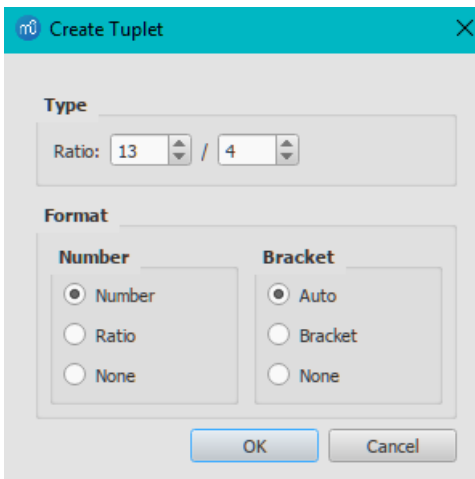 Create Tuplet
Type
Ratio: 13 / 4
Format
Number Bracket
Number Auto
Ratio Bracket
None None
OK Cancel